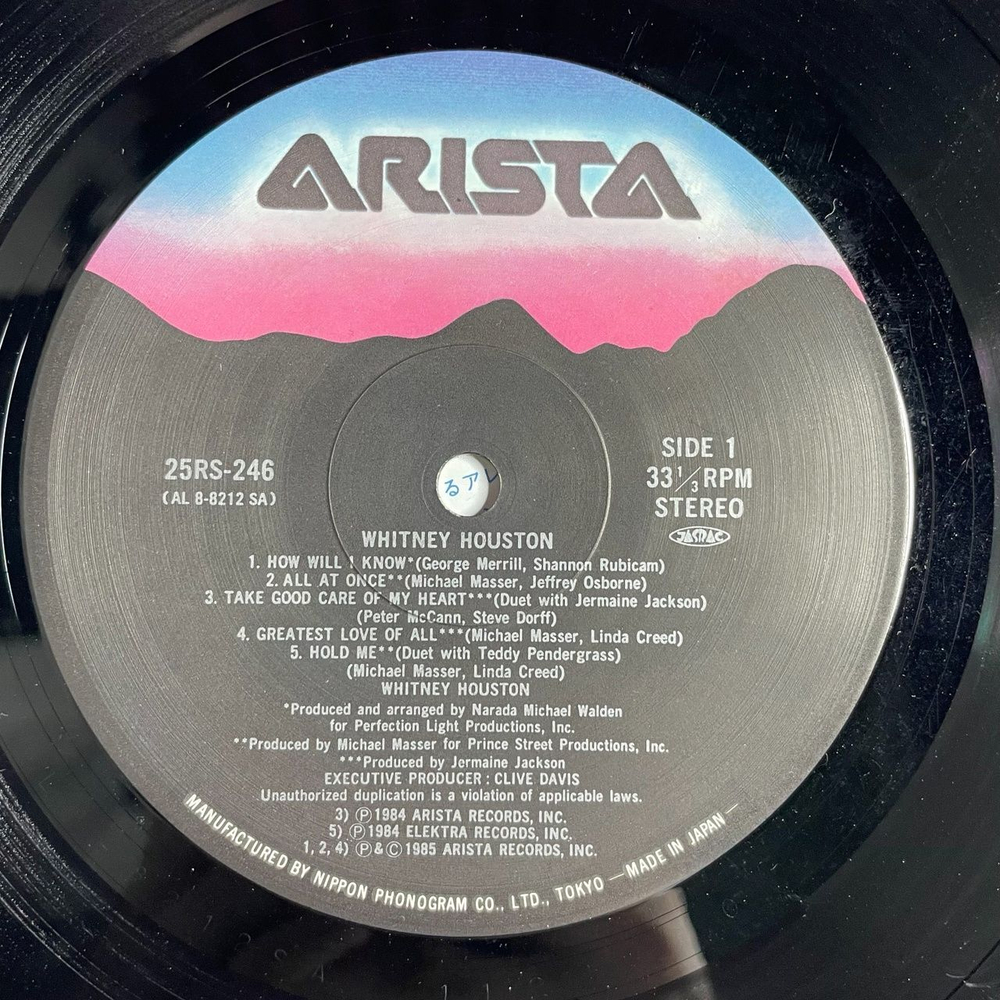 ARISTA
25RS-246
(AL 8-8212 SA)
SIDE 1
33 1/3 RPM
STEREO
JASRAC
るアレ
WHITNEY HOUSTON
1. HOW WILL I KNOW*(George Merrill, Shannon Rubicam)
2. ALL AT ONCE**(Michael Masser, Jeffrey Osborne)
3. TAKE GOOD CARE OF MY HEART***(Duet with Jermaine Jackson)
(Peter McCann, Steve Dorff)
4. GREATEST LOVE OF ALL***(Michael Masser, Linda Creed)
5. HOLD ME**(Duet with Teddy Pendergrass)
(Michael Masser, Linda Creed)
WHITNEY HOUSTON
*Produced and arranged by Narada Michael Walden
for Perfection Light Productions, Inc.
**Produced by Michael Masser for Prince Street Productions, Inc.
***Produced by Jermaine Jackson
EXECUTIVE PRODUCER : CLIVE DAVIS
Unauthorized duplication is a violation of applicable laws.
3) Ⓟ1984 ARISTA RECORDS, INC.
5) Ⓟ1984 ELEKTRA RECORDS, INC.
1, 2, 4) Ⓟ&Ⓒ1985 ARISTA RECORDS, INC.
MANUFACTURED BY NIPPON PHONOGRAM CO., LTD., TOKYO —MADE IN JAPAN—